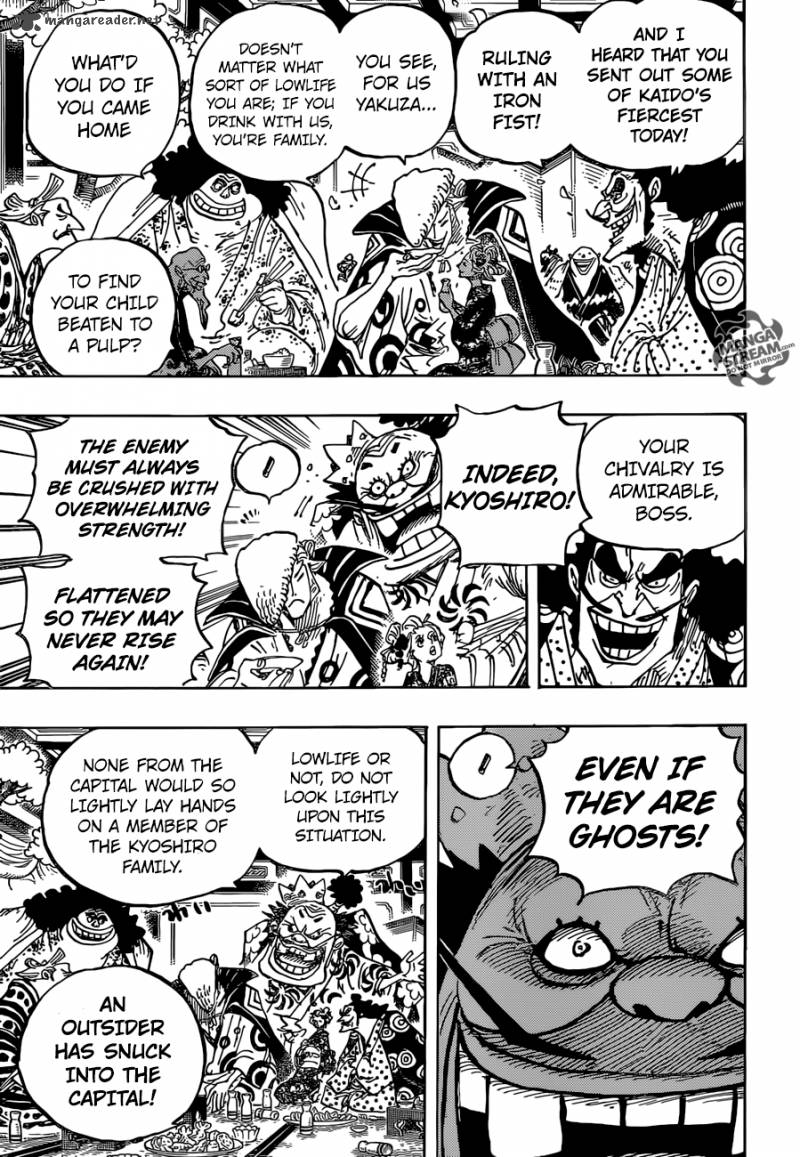 mangareader.net
AND I
HEARD THAT YOU
SENT OUT SOME
OF KAIDO'S
FIERCEST
TODAY!
RULING
WITH AN
IRON
FIST!
YOU SEE,
FOR US
YAKUZA...
DOESN'T
MATTER WHAT
SORT OF LOWLIFE
YOU ARE; IF YOU
DRINK WITH US,
YOU'RE FAMILY.
WHAT'D
YOU DO IF
YOU CAME
HOME
TO FIND
YOUR CHILD
BEATEN TO
A PULP?
MANGA
STREAM.com
DO NOT MIRROR
YOUR
CHIVALRY IS
ADMIRABLE,
BOSS.
INDEED,
KYOSHIRO!
THE ENEMY
MUST ALWAYS
BE CRUSHED WITH
OVERWHELMING
STRENGTH!
FLATTENED
SO THEY MAY
NEVER RISE
AGAIN!
EVEN IF
THEY ARE
GHOSTS!
LOWLIFE OR
NOT, DO NOT
LOOK LIGHTLY
UPON THIS
SITUATION.
NONE FROM THE
CAPITAL WOULD SO
LIGHTLY LAY HANDS
ON A MEMBER OF
THE KYOSHIRO
FAMILY.
AN
OUTSIDER
HAS SNUCK
INTO THE
CAPITAL!